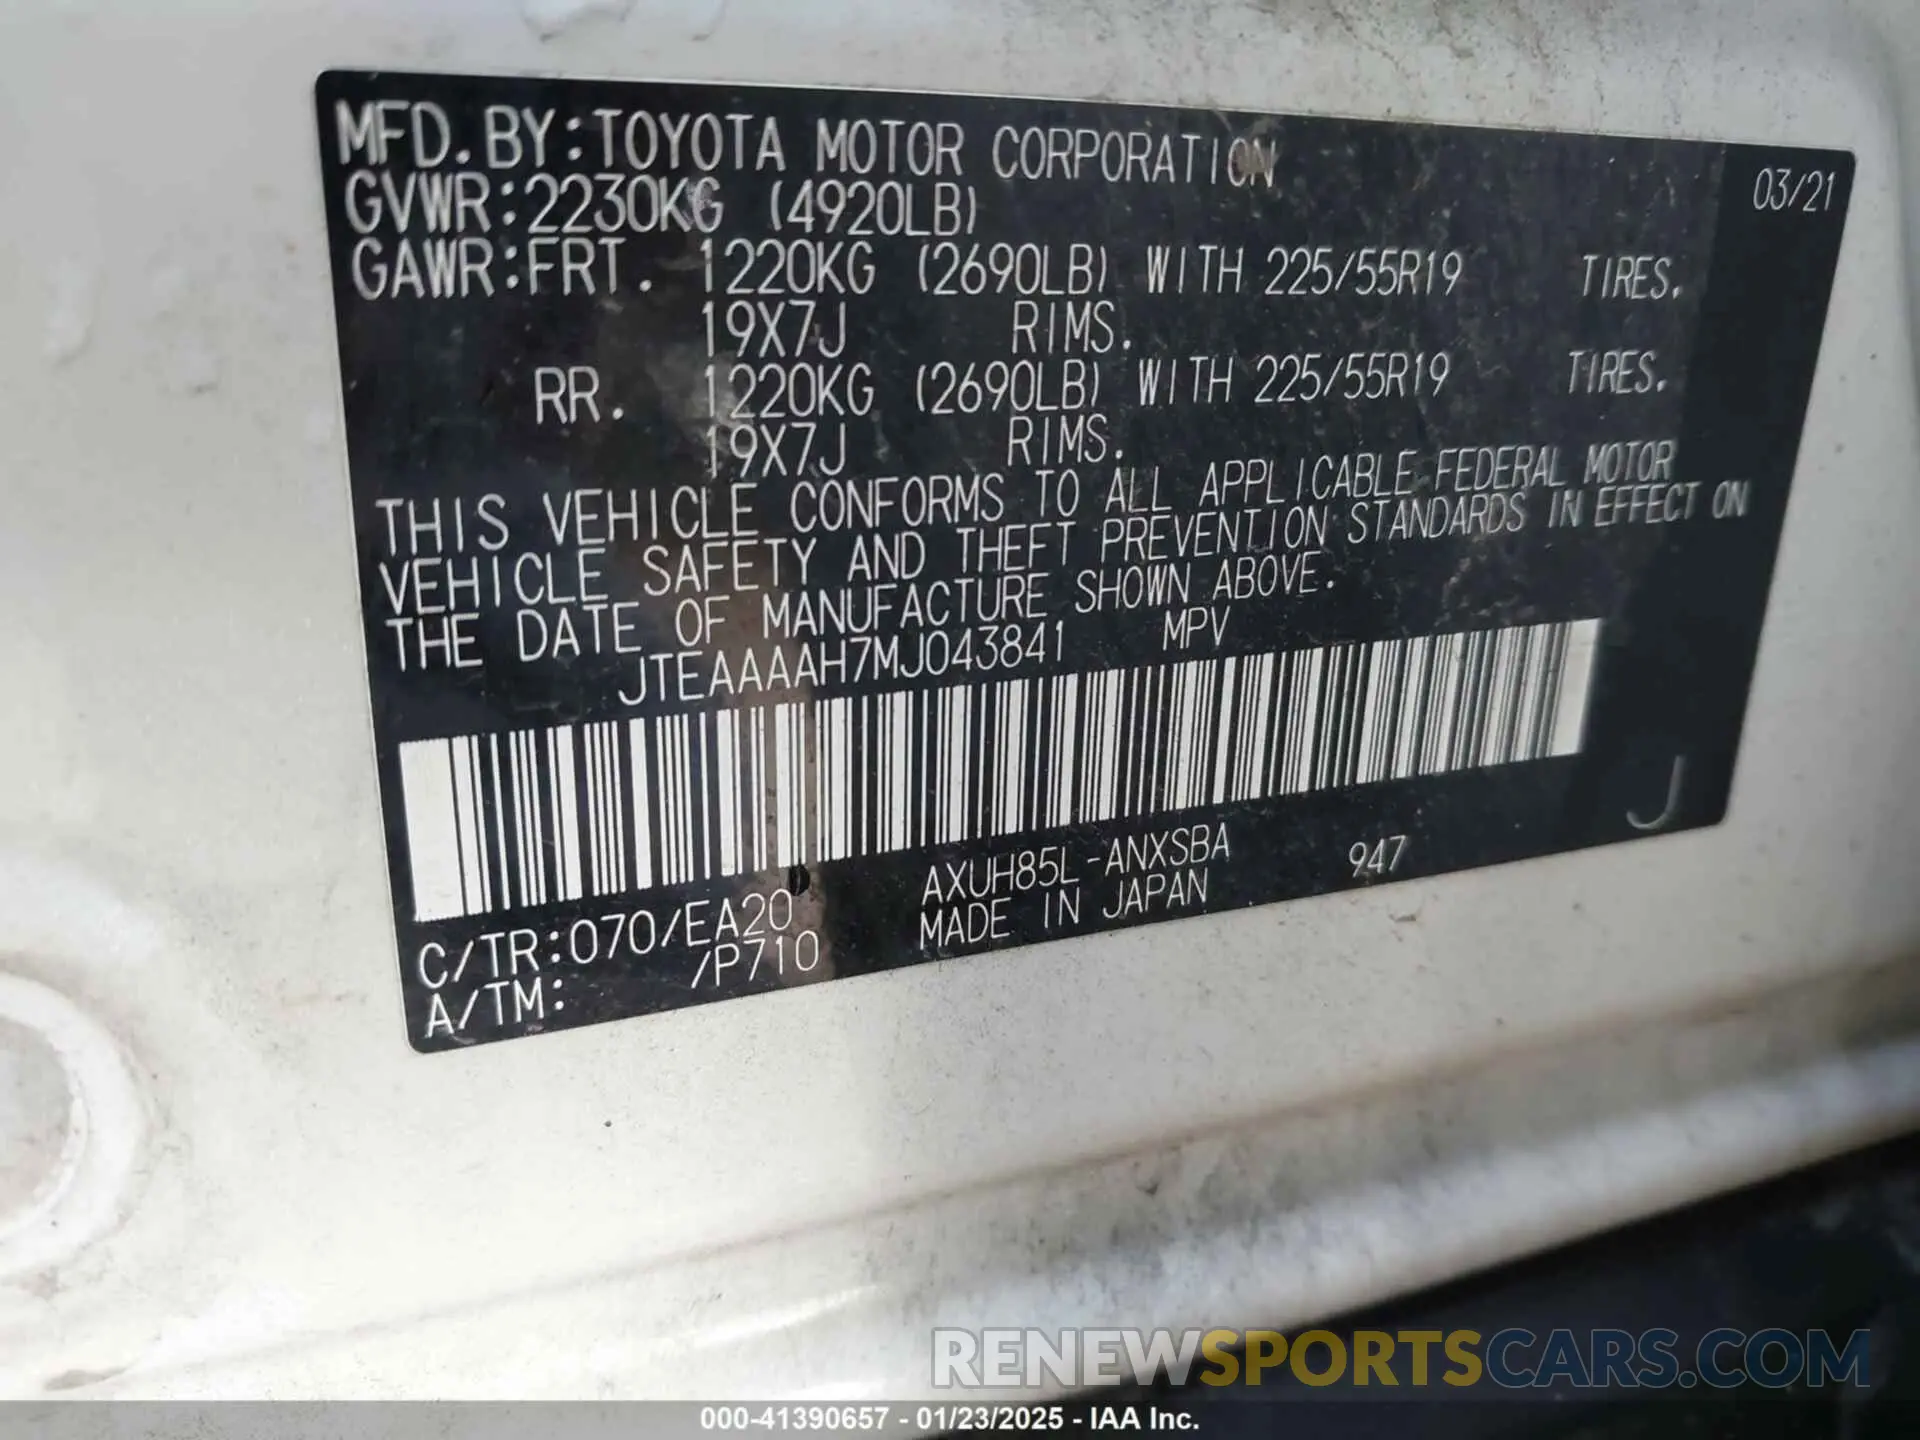 MFD. BY: TOYOTA MOTOR CORPORATION 03/21
GVWR: 2230KG (4920LB)
GAWR: FRT. 1220KG (2690LB) WITH 225/55R19 TIRES.
19X7J RIMS.
RR. 1220KG (2690LB) WITH 225/55R19 TIRES.
19X7J RIMS.
THIS VEHICLE CONFORMS TO ALL APPLICABLE FEDERAL MOTOR
VEHICLE SAFETY AND THEFT PREVENTION STANDARDS IN EFFECT ON
THE DATE OF MANUFACTURE SHOWN ABOVE.
JTEAAAAH7MJ043841 MPV
J
C/TR: 070/EA20 AXUH85L-ANXSBA 947
A/TM: /P710 MADE IN JAPAN
RENEWSPORTSCARS.COM
000-41390657 - 01/23/2025 - IAA Inc.